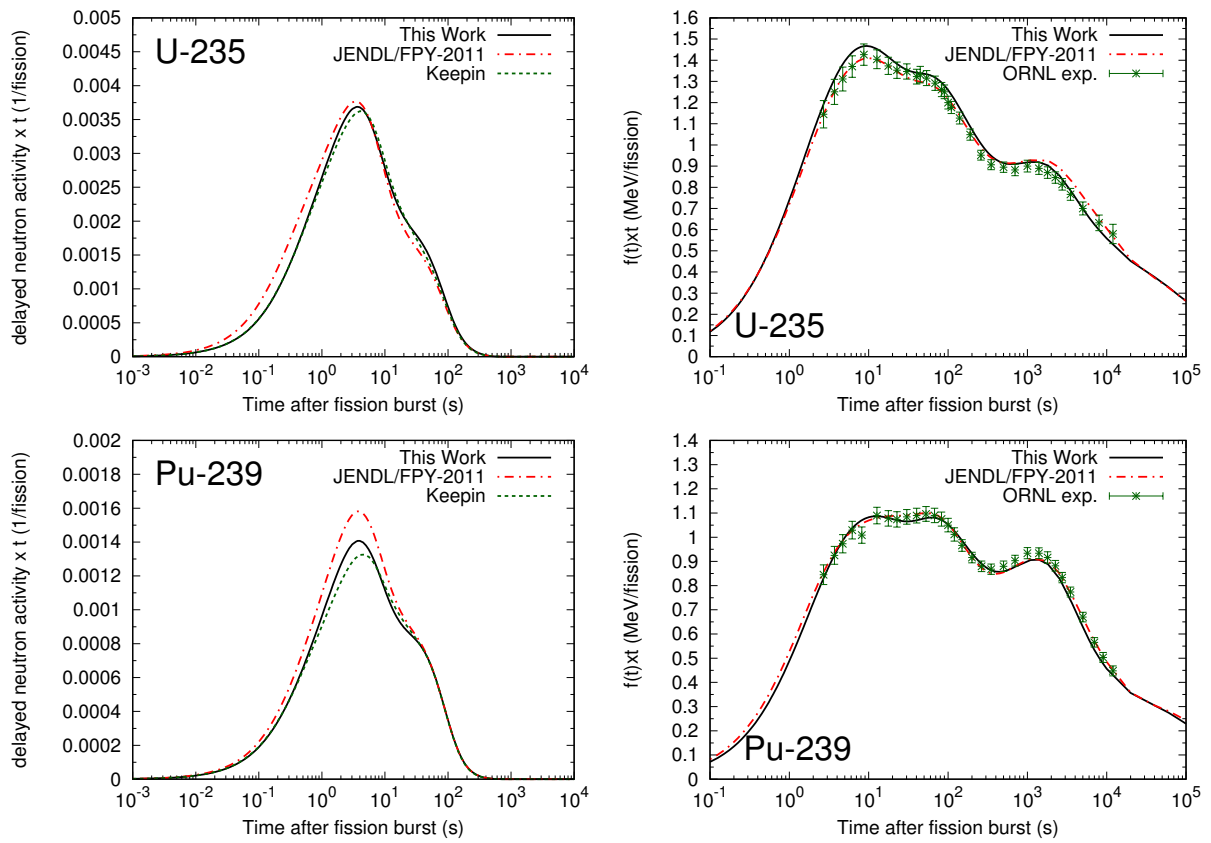 delayed neutron activity x t (1/fission)
0.005
0.0045
0.004
0.0035
0.003
0.0025
0.002
0.0015
0.001
0.0005
0
U-235
This Work
JENDL/FPY-2011
Keepin
10^-3 10^-2 10^-1 10^0 10^1 10^2 10^3 10^4
Time after fission burst (s)
f(t)xt (MeV/fission)
1.6
1.5
1.4
1.3
1.2
1.1
1
0.9
0.8
0.7
0.6
0.5
0.4
0.3
0.2
0.1
0
This Work
JENDL/FPY-2011
ORNL exp.
U-235
10^-1 10^0 10^1 10^2 10^3 10^4 10^5
Time after fission burst (s)
delayed neutron activity x t (1/fission)
0.002
0.0018
0.0016
0.0014
0.0012
0.001
0.0008
0.0006
0.0004
0.0002
0
Pu-239
This Work
JENDL/FPY-2011
Keepin
10^-3 10^-2 10^-1 10^0 10^1 10^2 10^3 10^4
Time after fission burst (s)
f(t)xt (MeV/fission)
1.4
1.3
1.2
1.1
1
0.9
0.8
0.7
0.6
0.5
0.4
0.3
0.2
0.1
0
This Work
JENDL/FPY-2011
ORNL exp.
Pu-239
10^-1 10^0 10^1 10^2 10^3 10^4 10^5
Time after fission burst (s)